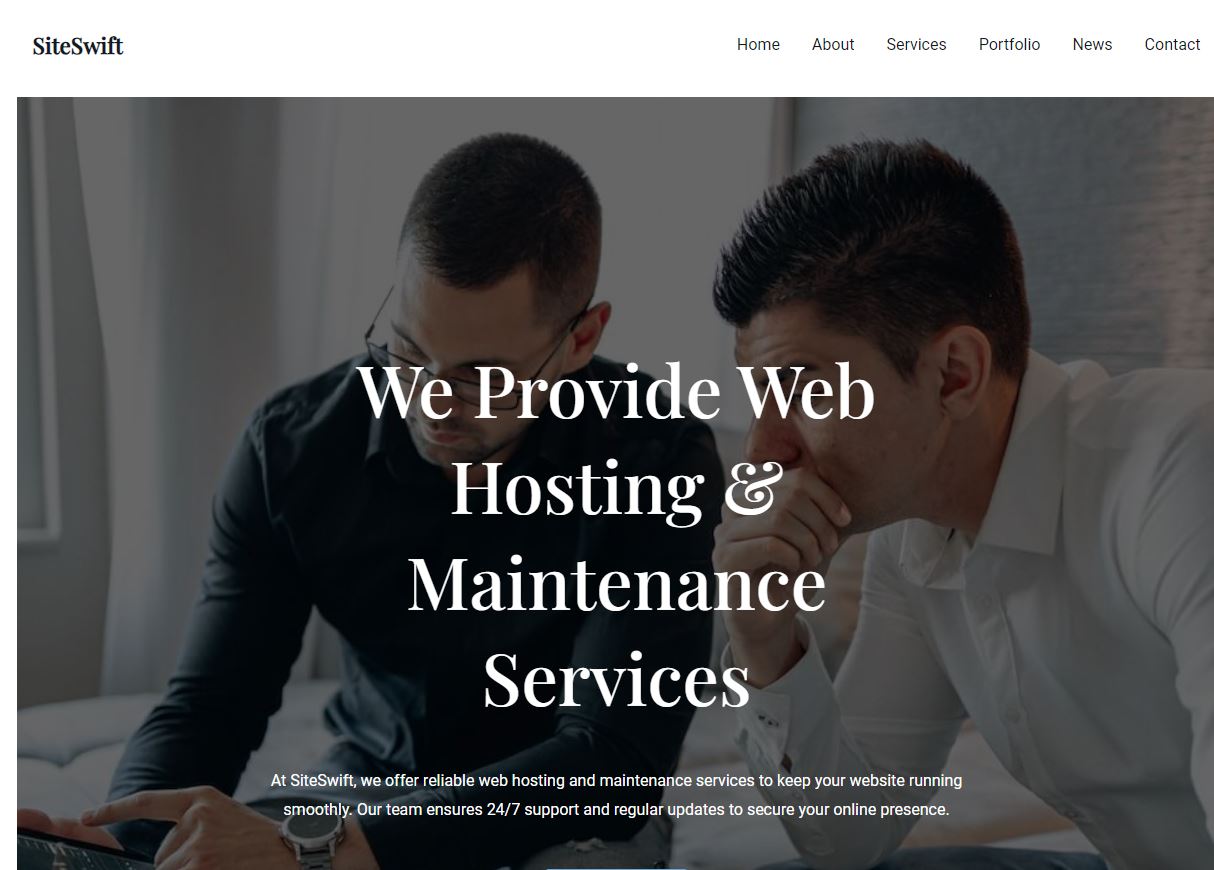 SiteSwift
Home About Services Portfolio News Contact
We Provide Web
Hosting &
Maintenance
Services
At SiteSwift, we offer reliable web hosting and maintenance services to keep your website running
smoothly. Our team ensures 24/7 support and regular updates to secure your online presence.